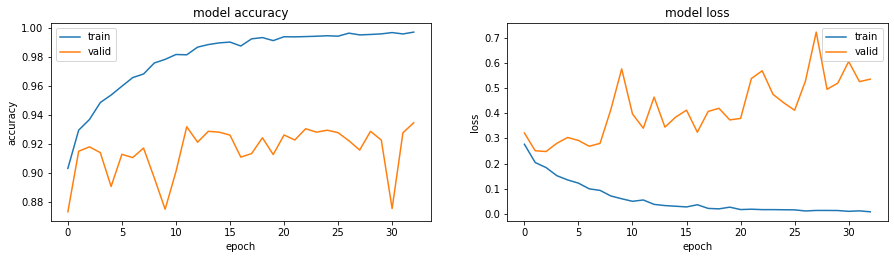 model accuracy
train
valid
1.00
0.98
0.96
0.94
0.92
0.90
0.88
accuracy
0
5
10
15
20
25
30
epoch
model loss
train
valid
0.7
0.6
0.5
0.4
0.3
0.2
0.1
0.0
loss
0
5
10
15
20
25
30
epoch